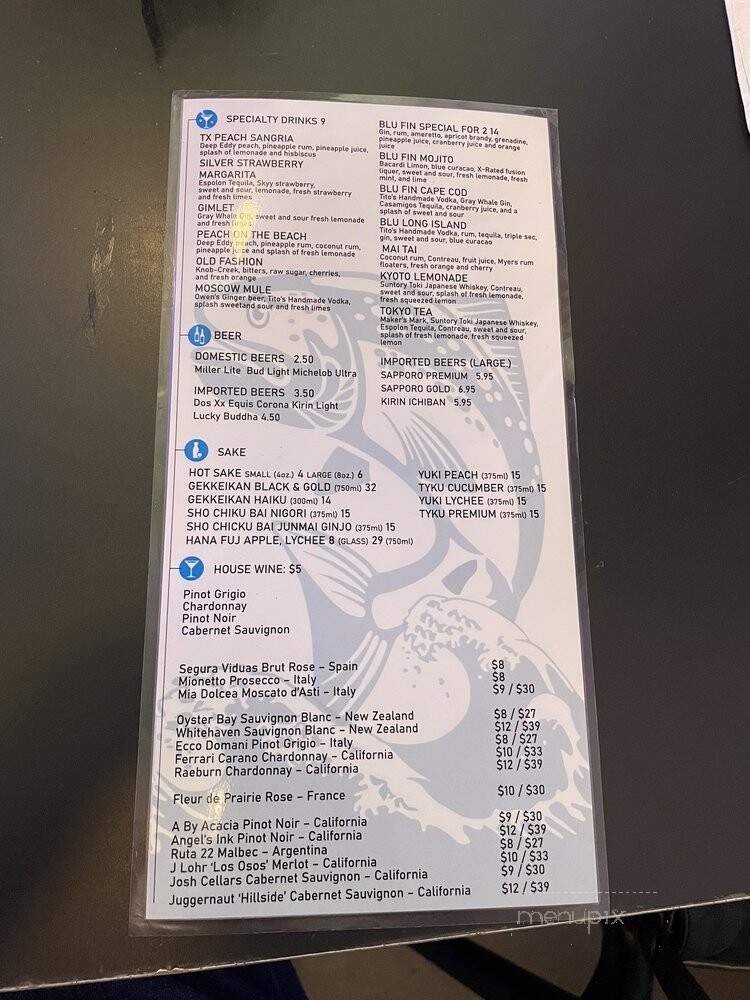 SPECIALTY DRINKS 9
TX PEACH SANGRIA
Deep Eddy peach, pineapple rum, pineapple juice,
splash of lemonade and hisbiscus
SILVER STRAWBERRY
MARGARITA
Espolon Tequila, Skyy strawberry,
sweet and sour, lemonade, fresh strawberry
and fresh limes
GIMLET
Gray Whale Gin, sweet and sour fresh lemonade
and fresh limes
PEACH ON THE BEACH
Deep Eddy peach, pineapple rum, coconut rum,
pineapple juice and splash of fresh lemonade
OLD FASHION
Knob-Creek, bitters, raw sugar, cherries,
and fresh orange
MOSCOW MULE
Owen's Ginger beer, Tito's Handmade Vodka,
splash sweetand sour and fresh limes
BLU FIN SPECIAL FOR 2 14
Gin, rum, ameretto, apricot brandy, grenadine,
pineapple juice, cranberry juice and orange
juice
BLU FIN MOJITO
Bacardi Limon, blue curacao, X-Rated fusion
liquer, sweet and sour, fresh lemonade, fresh
mint, and lime
BLU FIN CAPE COD
Tito's Handmade Vodka, Gray Whale Gin,
Casamigos Tequila, cranberry juice, and a
splash of sweet and sour
BLU LONG ISLAND
Tito's Handmade Vodka, rum, tequila, triple sec,
gin, sweet and sour, blue curacao
MAI TAI
Coconut rum, Contreau, fruit juice, Myers rum
floaters, fresh orange and cherry
KYOTO LEMONADE
Suntory Toki Japanese Whiskey, Contreau,
sweet and sour, splash of fresh lemonade,
fresh squeezed lemon
TOKYO TEA
Maker's Mark, Suntory Toki Japanese Whiskey,
Espolon Tequila, Contreau, sweet and sour,
splash of fresh lemonade, fresh squeezed
lemon
BEER
DOMESTIC BEERS 2.50
Miller Lite Bud Light Michelob Ultra
IMPORTED BEERS 3.50
Dos Xx Equis Corona Kirin Light
Lucky Buddha 4.50
IMPORTED BEERS (LARGE.)
SAPPORO PREMIUM 5.95
SAPPORO GOLD 6.95
KIRIN ICHIBAN 5.95
SAKE
HOT SAKE SMALL (4oz.) 4 LARGE (8oz.) 6
GEKKEIKAN BLACK & GOLD (750ml) 32
GEKKEIKAN HAIKU (300ml) 14
SHO CHIKU BAI NIGORI (375ml) 15
SHO CHICKU BAI JUNMAI GINJO (375ml) 15
HANA FUJ APPLE, LYCHEE 8 (GLASS) 29 (750ml)
YUKI PEACH (375ml) 15
TYKU CUCUMBER (375ml) 15
YUKI LYCHEE (375ml) 15
TYKU PREMIUM (375ml) 15
HOUSE WINE: $5
Pinot Grigio
Chardonnay
Pinot Noir
Cabernet Sauvignon
Segura Viduas Brut Rose – Spain $8
Mionetto Prosecco – Italy $8
Mia Dolcea Moscato d'Asti – Italy $9 / $30
Oyster Bay Sauvignon Blanc – New Zealand $8 / $27
Whitehaven Sauvignon Blanc – New Zealand $12 / $39
Ecco Domani Pinot Grigio – Italy $8 / $27
Ferrari Carano Chardonnay – California $10 / $33
Raeburn Chardonnay – California $12 / $39
Fleur de Prairie Rose – France $10 / $30
A By Acacia Pinot Noir – California $9 / $30
Angel's Ink Pinot Noir – California $12 / $39
Ruta 22 Malbec – Argentina $8 / $27
J Lohr 'Los Osos' Merlot – California $10 / $33
Josh Cellars Cabernet Sauvignon – California $9 / $30
Juggernaut 'Hillside' Cabernet Sauvignon – California $12 / $39
menupix